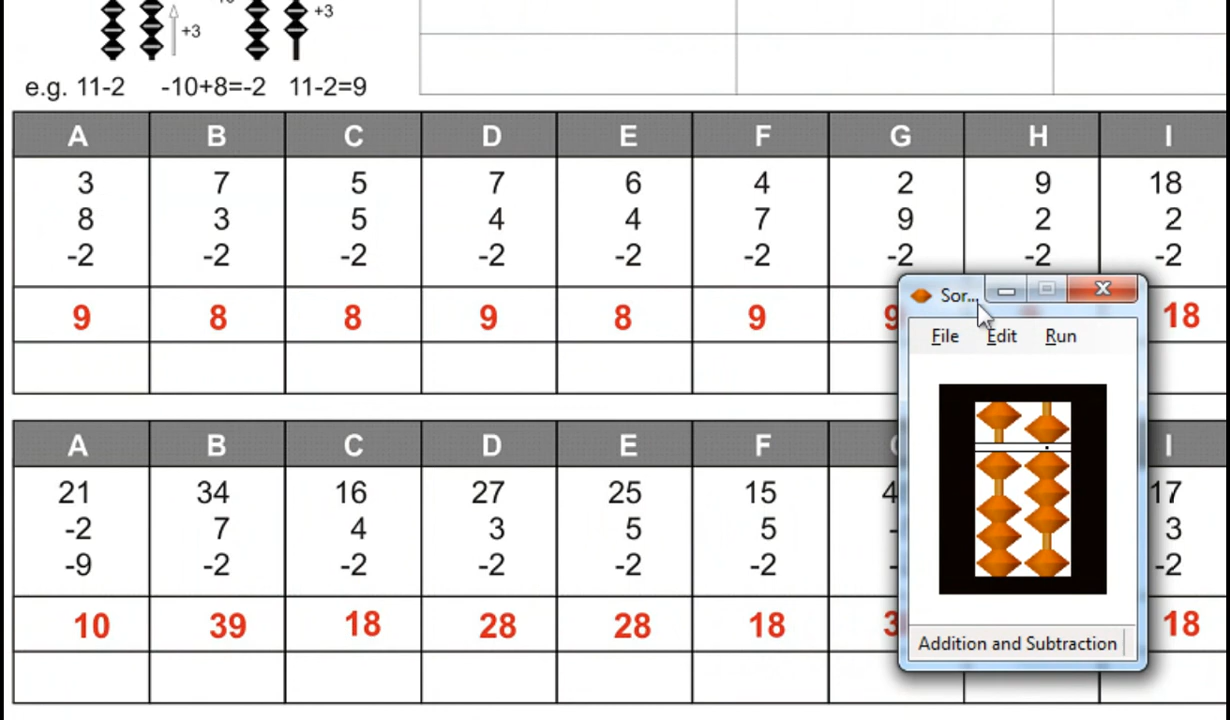 +3
+3
e.g. 11-2 -10+8=-2 11-2=9
A B C D E F G H I
3 7 5 7 6 4 2 9 18
8 3 5 4 4 7 9 2 2
-2 -2 -2 -2 -2 -2 -2 -2 -2
9 8 8 9 8 9 9 18
Sor...
File Edit Run
A B C D E F I
21 34 16 27 25 15 4 17
-2 7 4 3 5 5 3
-9 -2 -2 -2 -2 -2 -2
10 39 18 28 28 18 3 18
Addition and Subtraction